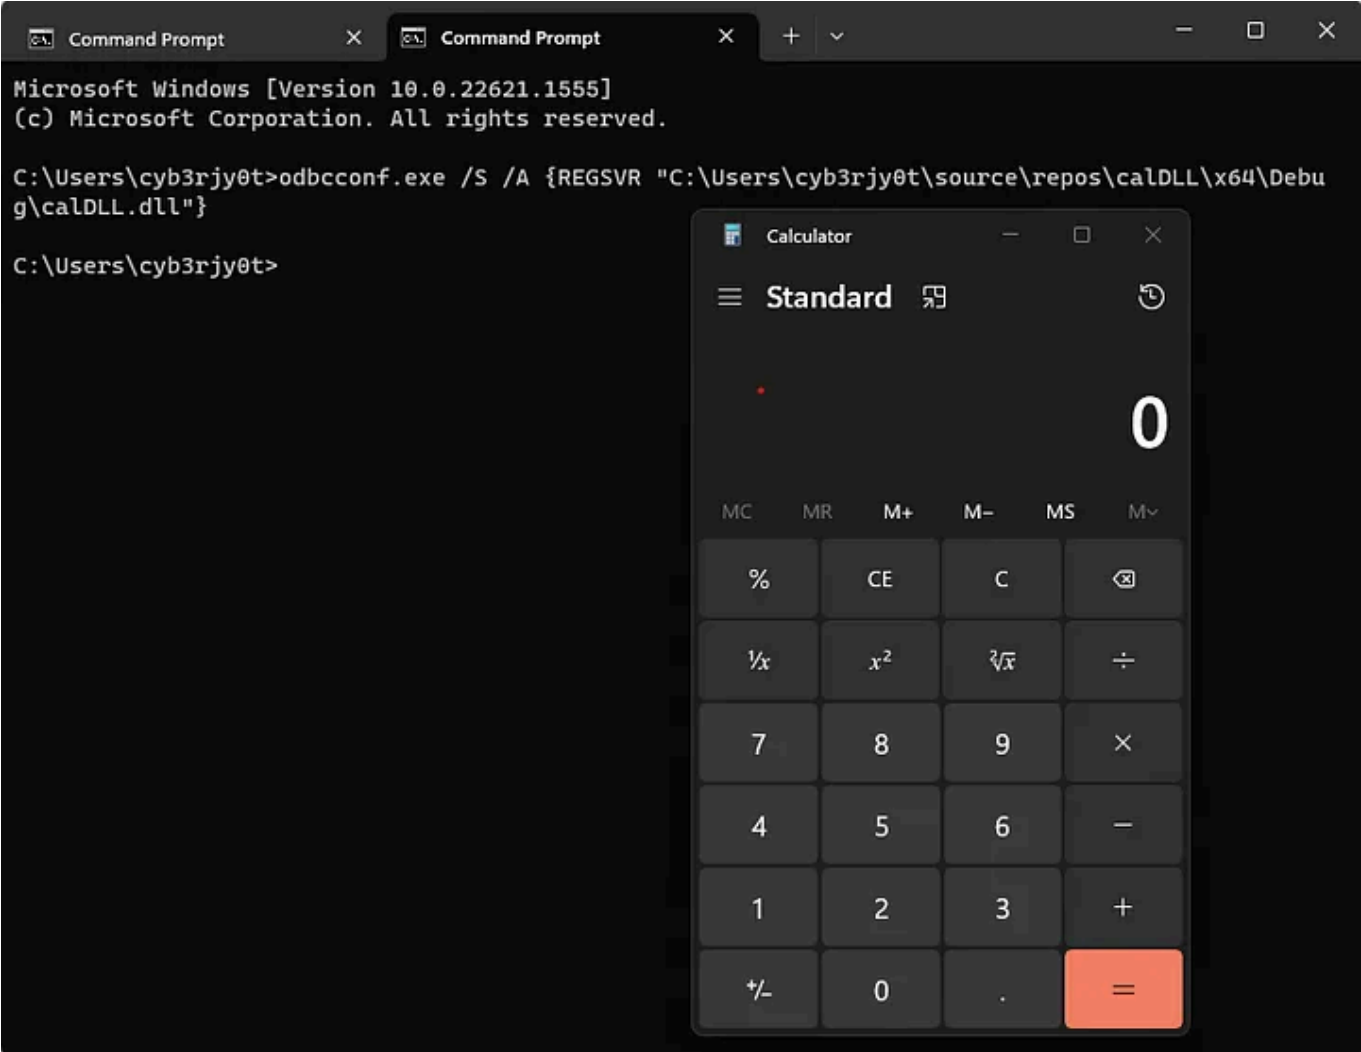 Command Prompt
Command Prompt
Microsoft Windows [Version 10.0.22621.1555]
(c) Microsoft Corporation. All rights reserved.
C:\Users\cyb3rjy0t>odbcconf.exe /S /A {REGSVR "C:\Users\cyb3rjy0t\source\repos\calDLL\x64\Debu
g\calDLL.dll"}
C:\Users\cyb3rjy0t>
Calculator
Standard
0
MC MR M+ M− MS M
% CE C
¹/x x² ²√x ÷
7 8 9 ×
4 5 6 −
1 2 3 +
+/− 0 . =